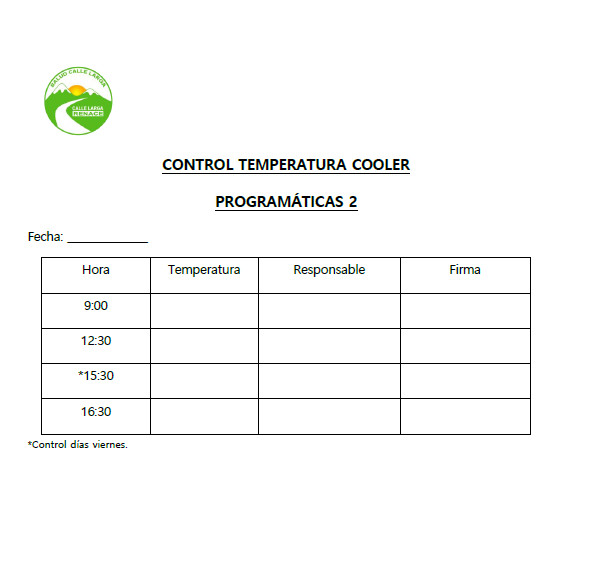 SALUD CALLE LARGA
CALLE LARGA
RENACE
CONTROL TEMPERATURA COOLER
PROGRAMÁTICAS 2
Fecha: _______________
Hora Temperatura Responsable Firma
9:00
12:30
*15:30
16:30
*Control días viernes.